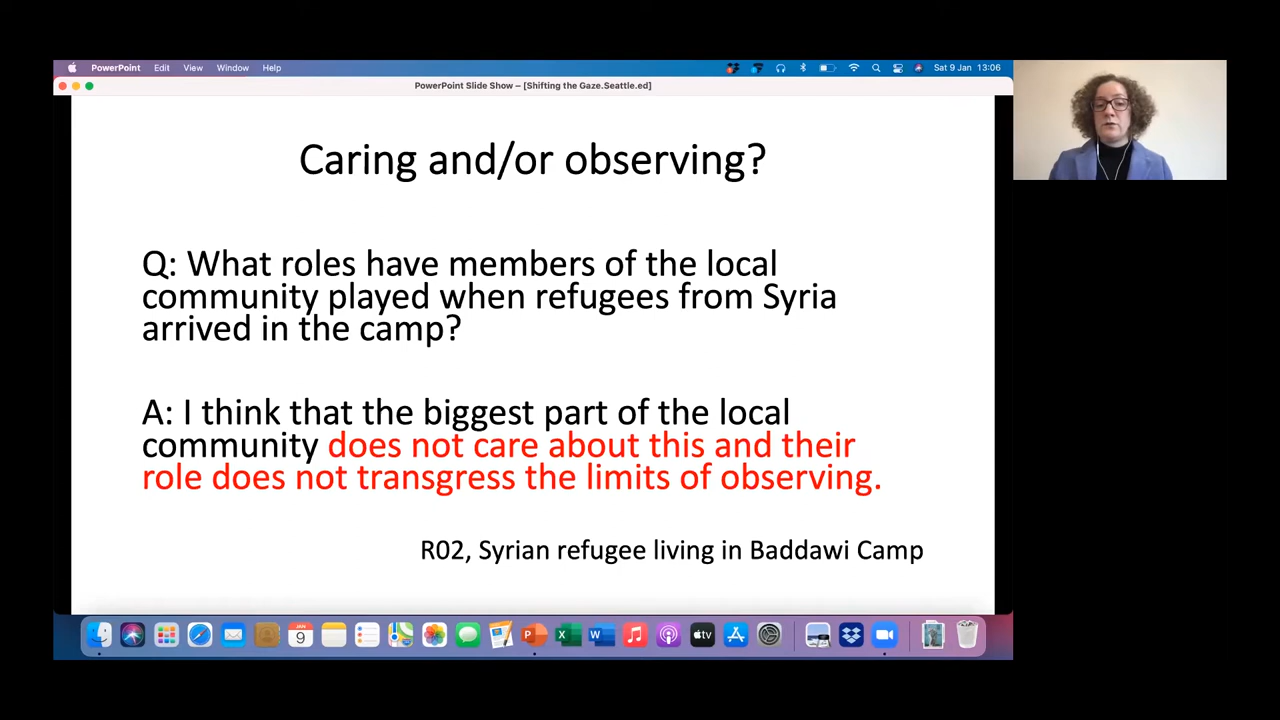 PowerPoint Edit View Window Help Sat 9 Jan 13:06
PowerPoint Slide Show – [Shifting the Gaze.Seattle.ed]
Caring and/or observing?
Q: What roles have members of the local
community played when refugees from Syria
arrived in the camp?
A: I think that the biggest part of the local
community does not care about this and their
role does not transgress the limits of observing.
R02, Syrian refugee living in Baddawi Camp
JAN
9
tv